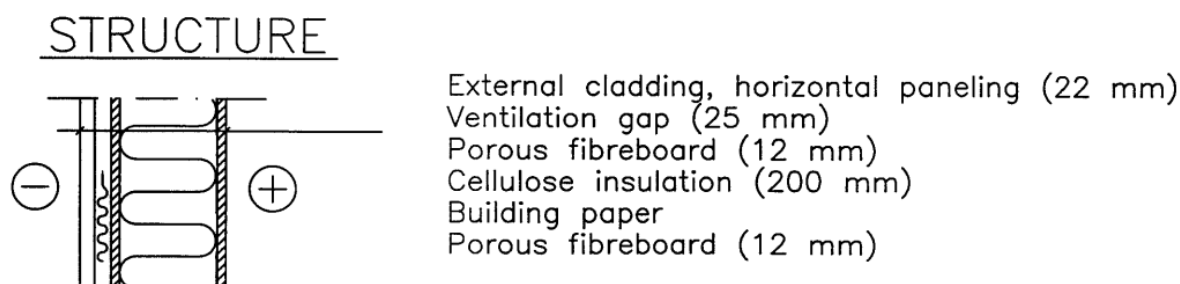 STRUCTURE
External cladding, horizontal paneling (22 mm)
Ventilation gap (25 mm)
Porous fibreboard (12 mm)
Cellulose insulation (200 mm)
Building paper
Porous fibreboard (12 mm)
− +